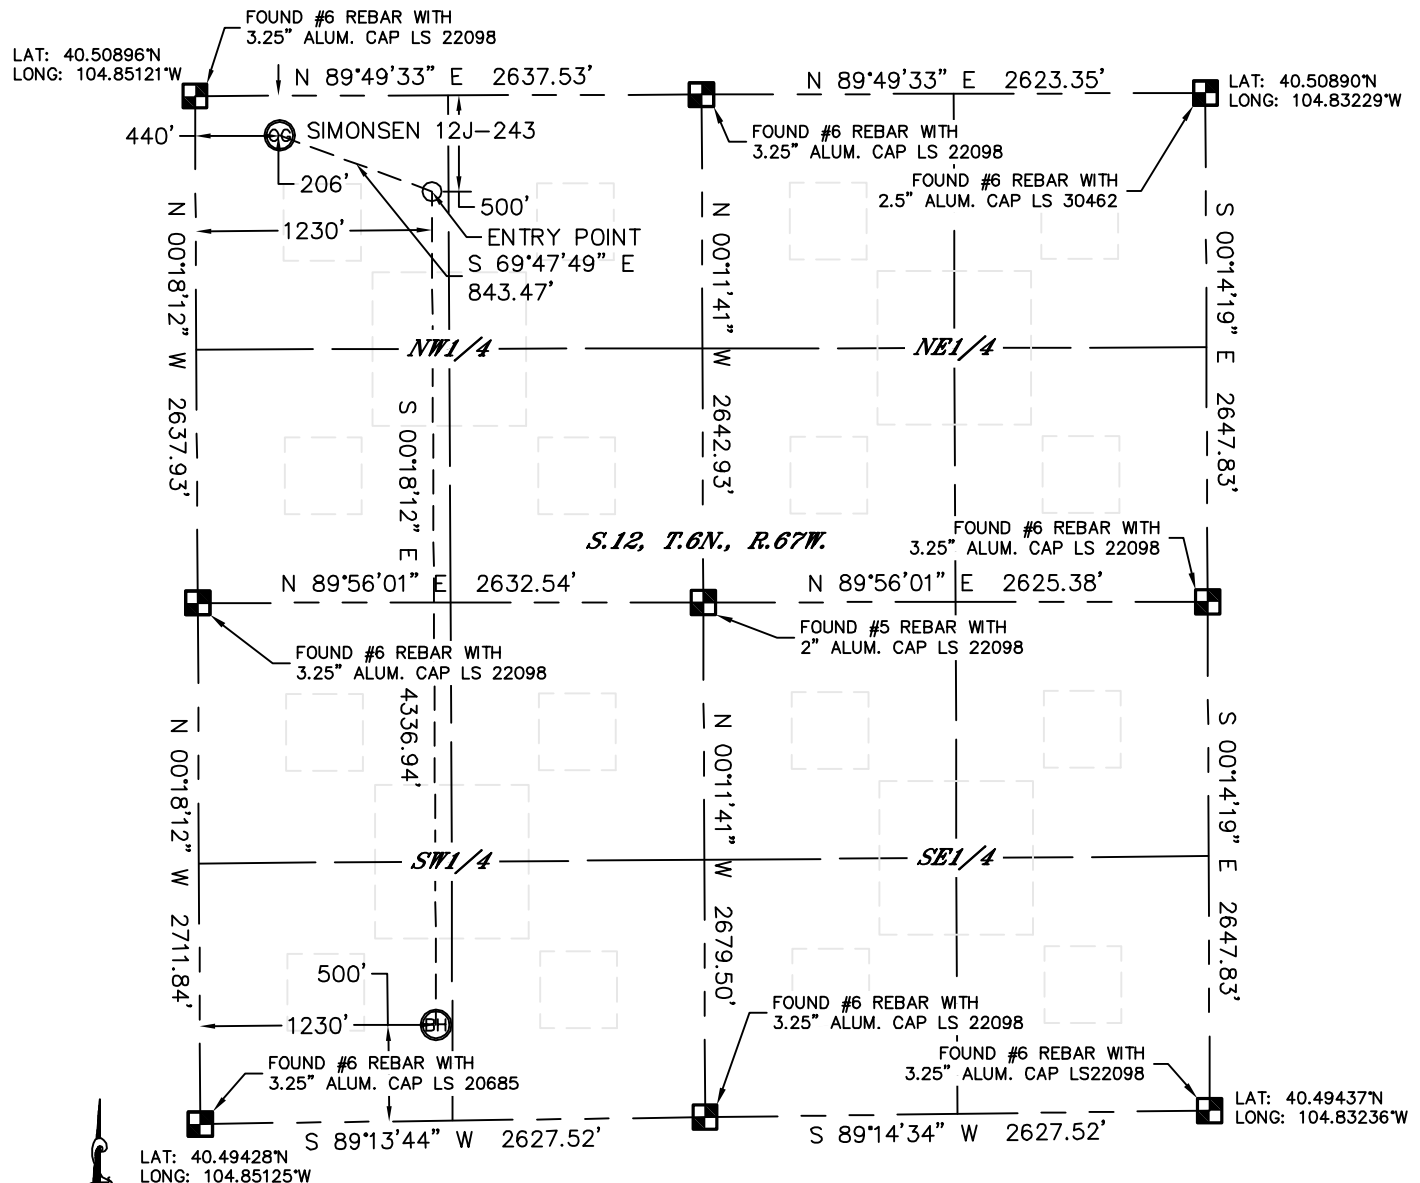 FOUND #6 REBAR WITH
3.25" ALUM. CAP LS 22098
LAT: 40.50896°N
LONG: 104.85121°W
N 89°49'33" E 2637.53'
N 89°49'33" E 2623.35'
LAT: 40.50890°N
LONG: 104.83229°W
440'
SIMONSEN 12J-243
FOUND #6 REBAR WITH
3.25" ALUM. CAP LS 22098
FOUND #6 REBAR WITH
2.5" ALUM. CAP LS 30462
206'
500'
1230'
ENTRY POINT
S 69°47'49" E
843.47'
N 00°18'12" W 2637.93'
N 00°11'41" W 2642.93'
S 00°14'19" E 2647.83'
NW1/4
NE1/4
S 00°18'12" E 4336.94'
S.12, T.6N., R.67W.
FOUND #6 REBAR WITH
3.25" ALUM. CAP LS 22098
N 89°56'01" E 2632.54'
N 89°56'01" E 2625.38'
FOUND #6 REBAR WITH
3.25" ALUM. CAP LS 22098
FOUND #5 REBAR WITH
2" ALUM. CAP LS 22098
N 00°18'12" W 2711.84'
N 00°11'41" W 2679.50'
S 00°14'19" E 2647.83'
SW1/4
SE1/4
500'
1230'
BH
FOUND #6 REBAR WITH
3.25" ALUM. CAP LS 22098
FOUND #6 REBAR WITH
3.25" ALUM. CAP LS 20685
FOUND #6 REBAR WITH
3.25" ALUM. CAP LS22098
S 89°13'44" W 2627.52'
S 89°14'34" W 2627.52'
LAT: 40.49437°N
LONG: 104.83236°W
LAT: 40.49428°N
LONG: 104.85125°W